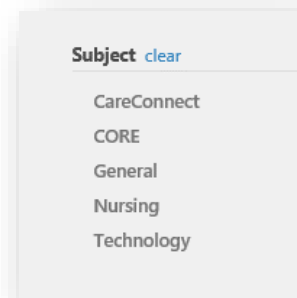 Subject clear
CareConnect
CORE
General
Nursing
Technology